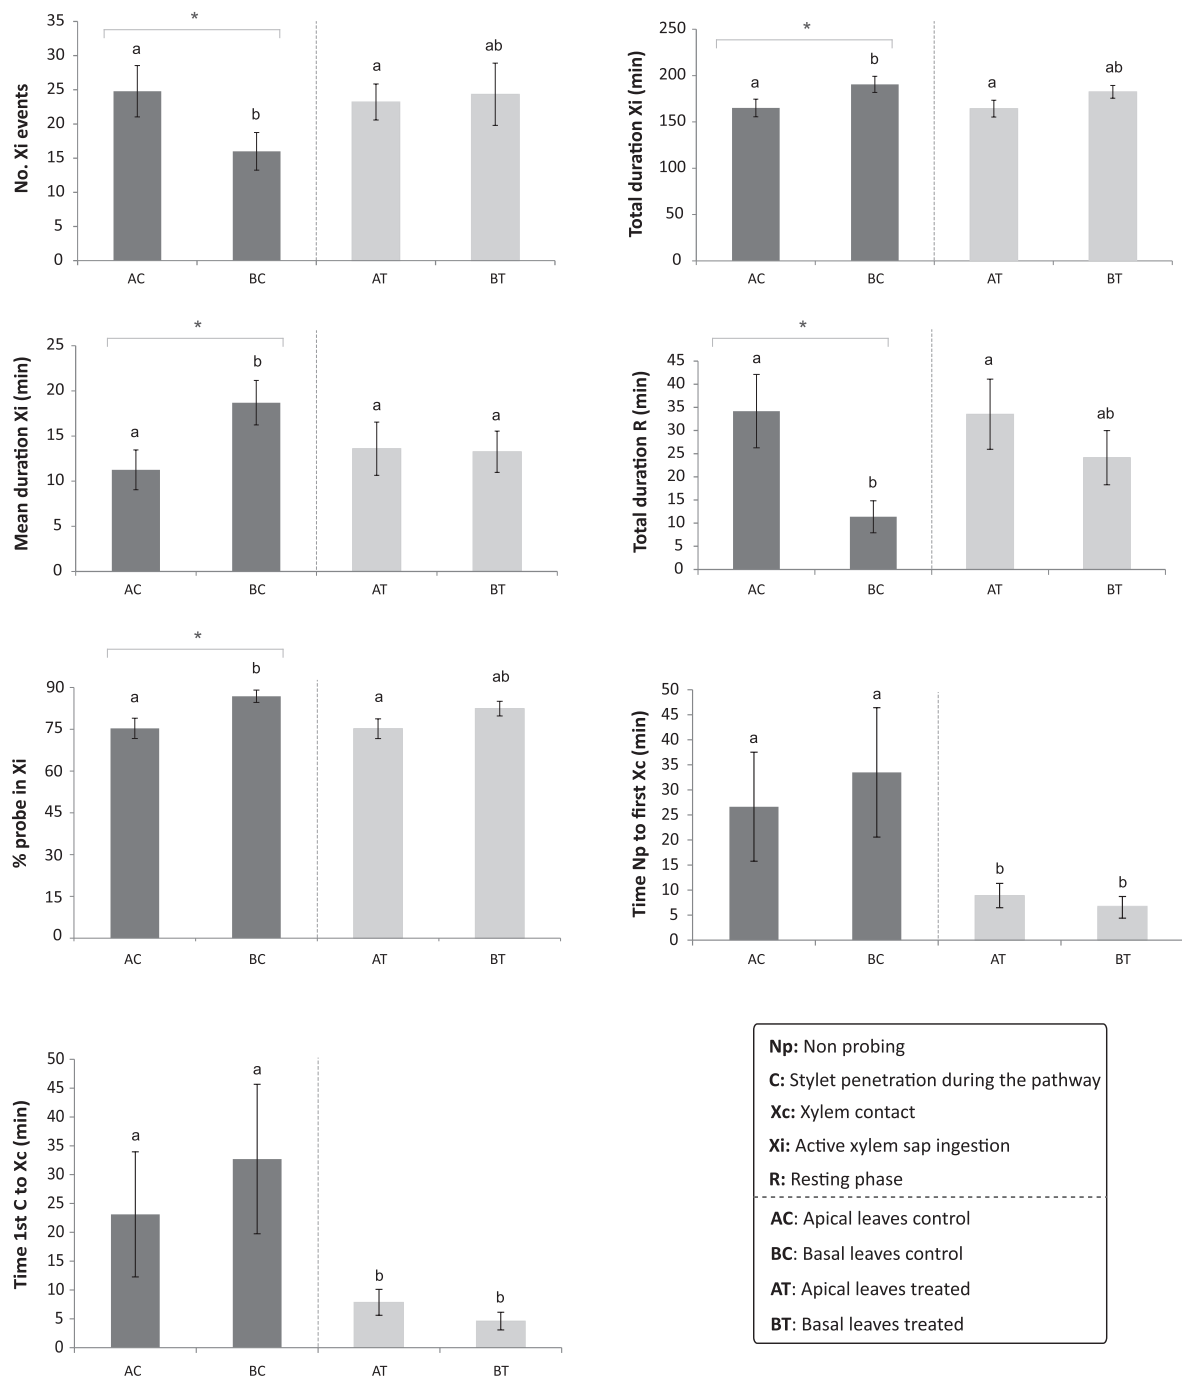 No. Xi events
35
30
25
20
15
10
5
0
*
a
b
a
ab
AC
BC
AT
BT
Total duration Xi (min)
250
200
150
100
50
0
*
a
b
a
ab
AC
BC
AT
BT
Mean duration Xi (min)
25
20
15
10
5
0
*
a
b
a
a
AC
BC
AT
BT
Total duration R (min)
45
40
35
30
25
20
15
10
5
0
*
a
b
a
ab
AC
BC
AT
BT
% probe in Xi
90
75
60
45
30
15
0
*
a
b
a
ab
AC
BC
AT
BT
Time Np to first Xc (min)
50
45
40
35
30
25
20
15
10
5
0
a
a
b
b
AC
BC
AT
BT
Time 1st C to Xc (min)
50
45
40
35
30
25
20
15
10
5
0
a
a
b
b
AC
BC
AT
BT
Np: Non probing
C: Stylet penetration during the pathway
Xc: Xylem contact
Xi: Active xylem sap ingestion
R: Resting phase
AC: Apical leaves control
BC: Basal leaves control
AT: Apical leaves treated
BT: Basal leaves treated